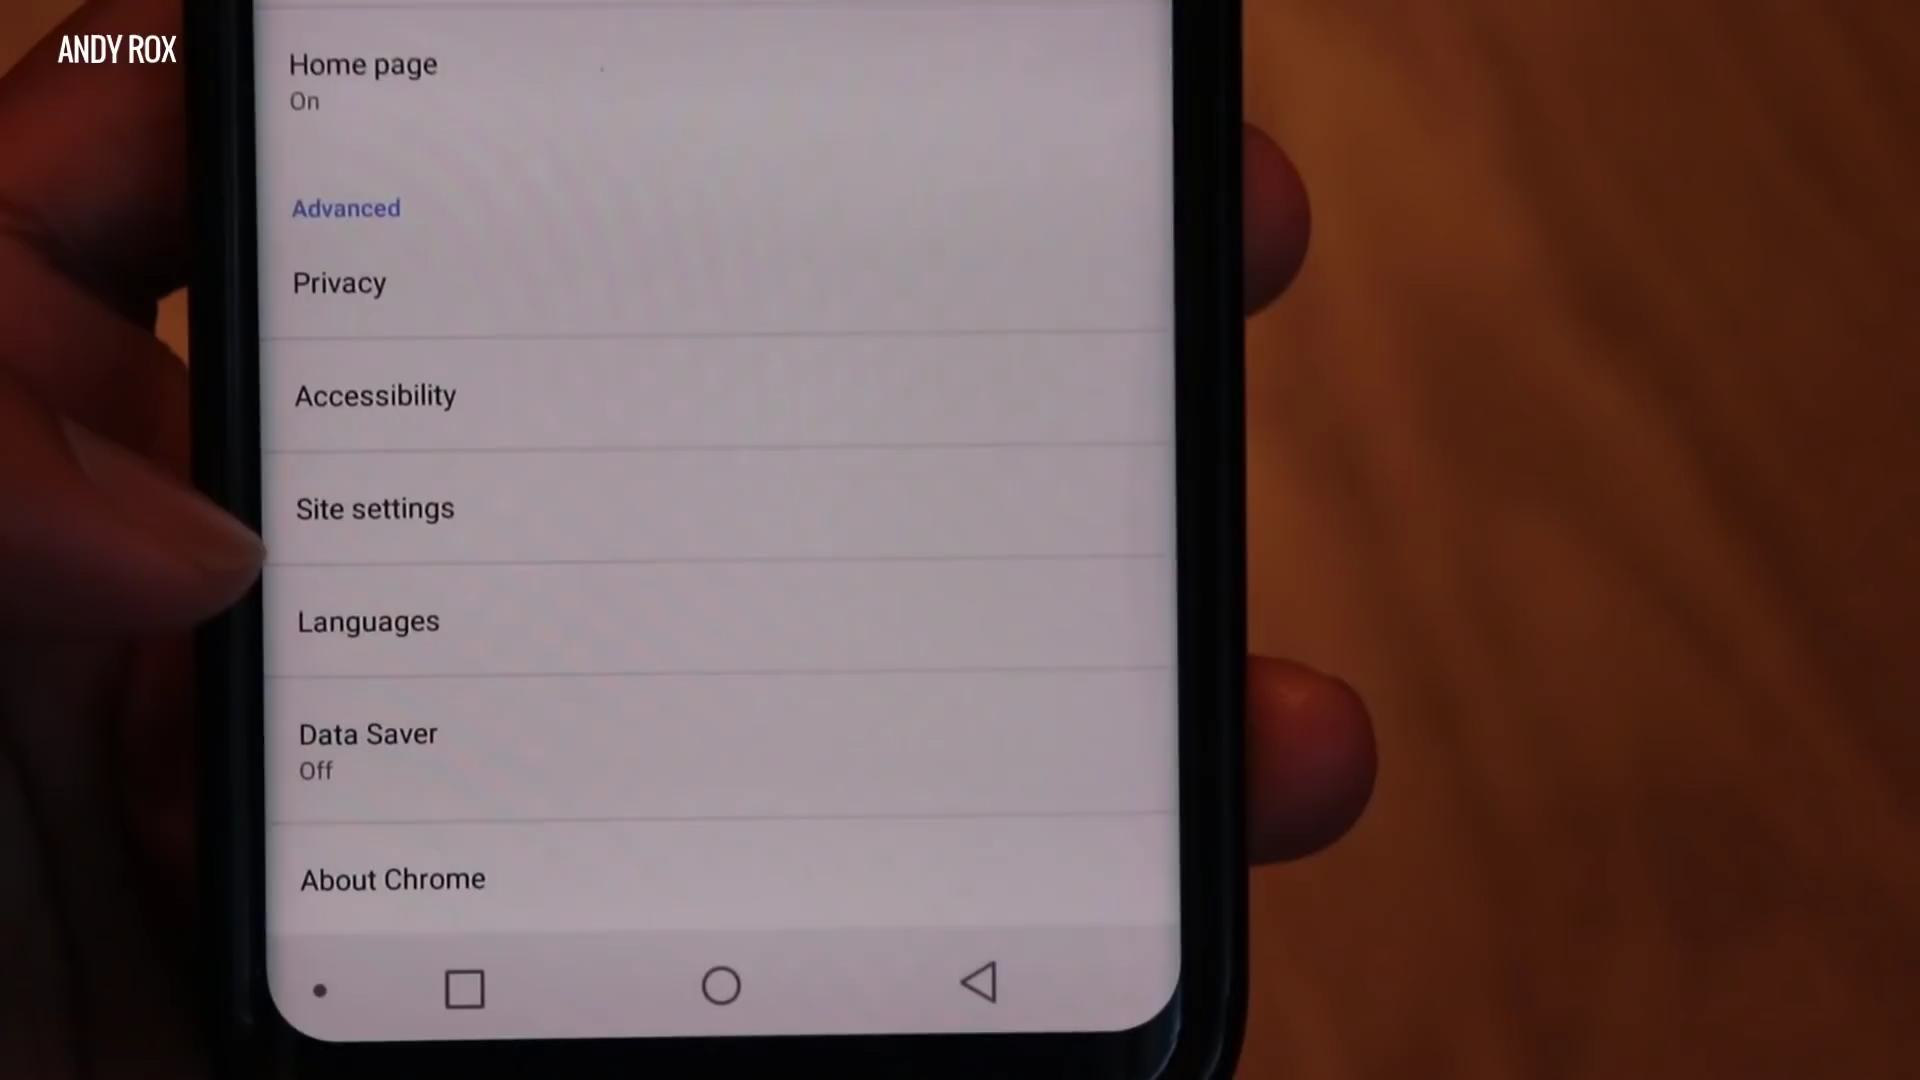 ANDY ROX
Home page
On
Advanced
Privacy
Accessibility
Site settings
Languages
Data Saver
Off
About Chrome